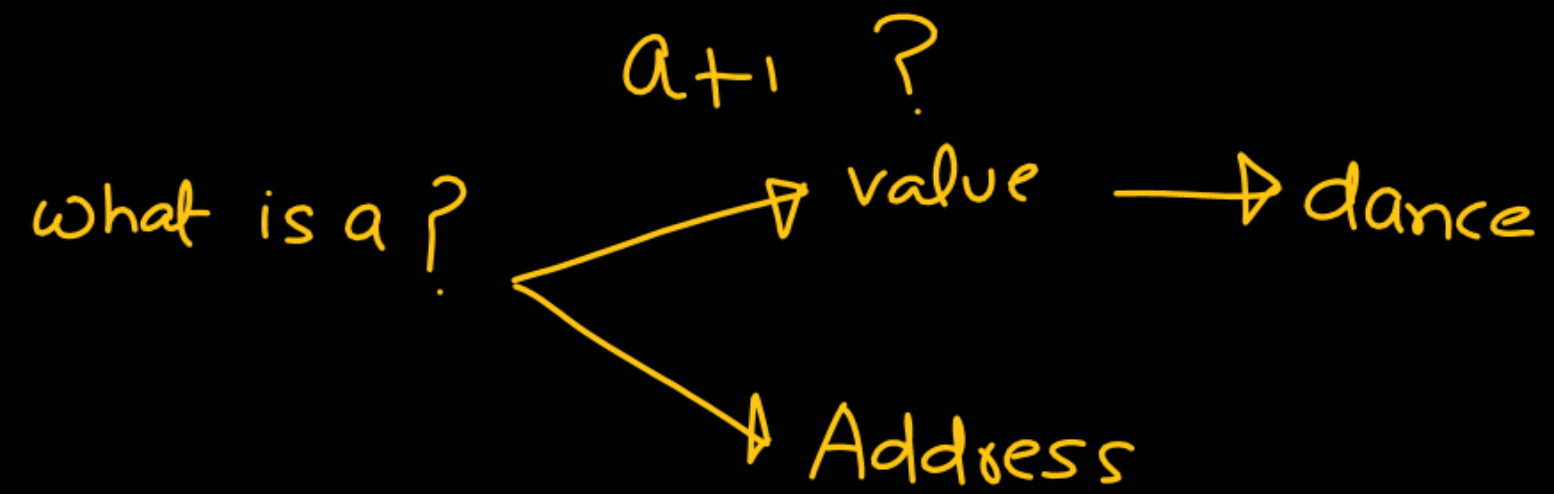 a+1 ?
what is a ? value dance
Address